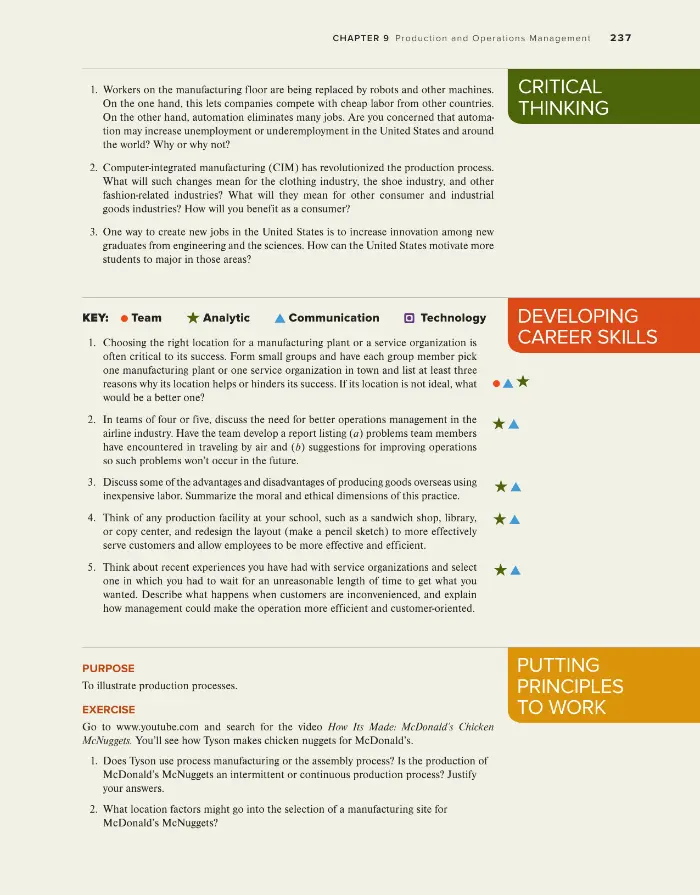 CHAPTER 9 Production and Operations Management 237
CRITICAL
THINKING
1. Workers on the manufacturing floor are being replaced by robots and other machines.
On the one hand, this lets companies compete with cheap labor from other countries.
On the other hand, automation eliminates many jobs. Are you concerned that automa-
tion may increase unemployment or underemployment in the United States and around
the world? Why or why not?
2. Computer-integrated manufacturing (CIM) has revolutionized the production process.
What will such changes mean for the clothing industry, the shoe industry, and other
fashion-related industries? What will they mean for other consumer and industrial
goods industries? How will you benefit as a consumer?
3. One way to create new jobs in the United States is to increase innovation among new
graduates from engineering and the sciences. How can the United States motivate more
students to major in those areas?
DEVELOPING
CAREER SKILLS
KEY: Team Analytic Communication Technology
1. Choosing the right location for a manufacturing plant or a service organization is
often critical to its success. Form small groups and have each group member pick
one manufacturing plant or one service organization in town and list at least three
reasons why its location helps or hinders its success. If its location is not ideal, what
would be a better one?
2. In teams of four or five, discuss the need for better operations management in the
airline industry. Have the team develop a report listing (a) problems team members
have encountered in traveling by air and (b) suggestions for improving operations
so such problems won't occur in the future.
3. Discuss some of the advantages and disadvantages of producing goods overseas using
inexpensive labor. Summarize the moral and ethical dimensions of this practice.
4. Think of any production facility at your school, such as a sandwich shop, library,
or copy center, and redesign the layout (make a pencil sketch) to more effectively
serve customers and allow employees to be more effective and efficient.
5. Think about recent experiences you have had with service organizations and select
one in which you had to wait for an unreasonable length of time to get what you
wanted. Describe what happens when customers are inconvenienced, and explain
how management could make the operation more efficient and customer-oriented.
PUTTING
PRINCIPLES
TO WORK
PURPOSE
To illustrate production processes.
EXERCISE
Go to www.youtube.com and search for the video How Its Made: McDonald's Chicken
McNuggets. You'll see how Tyson makes chicken nuggets for McDonald's.
1. Does Tyson use process manufacturing or the assembly process? Is the production of
McDonald's McNuggets an intermittent or continuous production process? Justify
your answers.
2. What location factors might go into the selection of a manufacturing site for
McDonald's McNuggets?